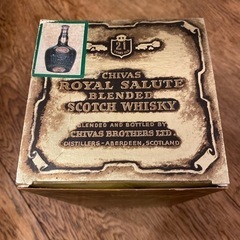 21
CHIVAS
ROYAL SALUTE
BLENDED
SCOTCH WHISKY
BLENDED AND BOTTLED BY
CHIVAS BROTHERS LTD.
DISTILLERS - ABERDEEN, SCOTLAND